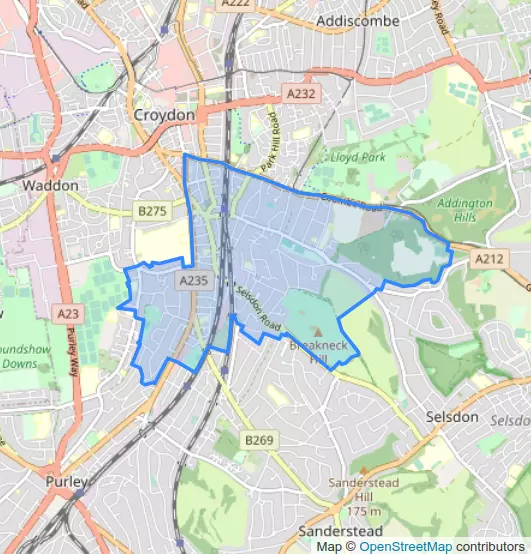 A222
Addiscombe
ey Road
A232
Croydon
Park Hill Road
Lloyd Park
Waddon
Coombe Road
Addington
Hills
B275
A212
A235
A23
Purley Way
Selsdon Road
oundshaw
Downs
Breakneck
Hill
Selsdon
Selsdo
B269
Purley
Sanderstead
Hill
175 m
Sanderstead
Map © OpenStreetMap contributors